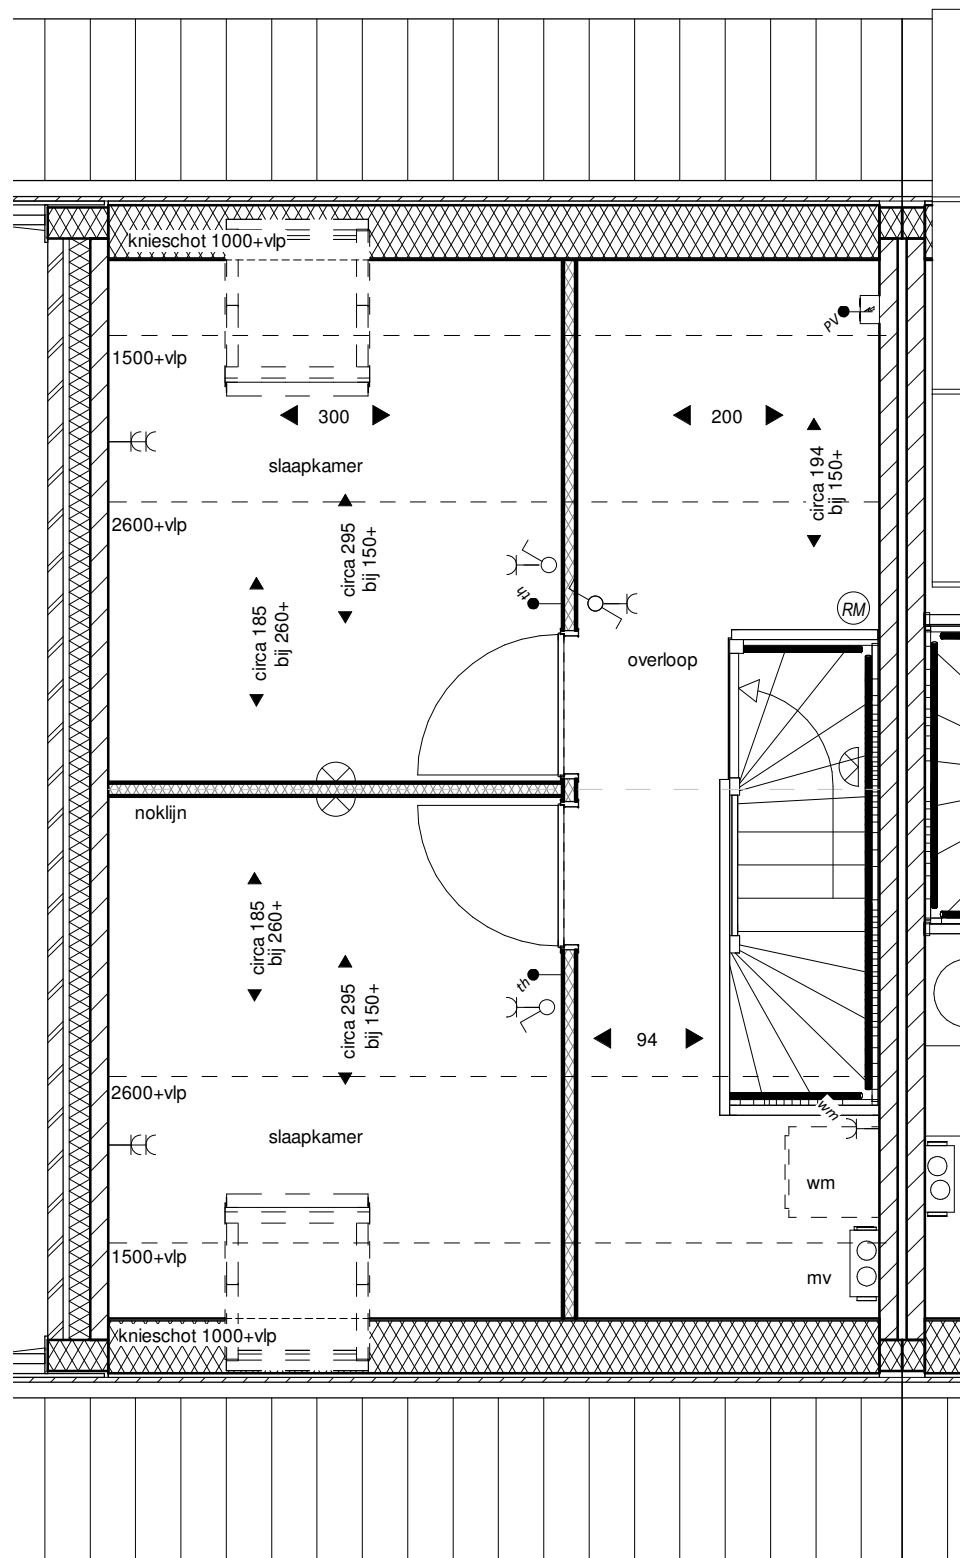 knieschot 1000+vlp
PV
1500+vlp
300
200
circa 194
bij 150+
slaapkamer
2600+vlp
circa 295
bij 150+
circa 185
bij 260+
th
RM
overloop
noklijn
circa 185
bij 260+
circa 295
bij 150+
th
94
2600+vlp
wm
slaapkamer
wm
1500+vlp
mv
knieschot 1000+vlp